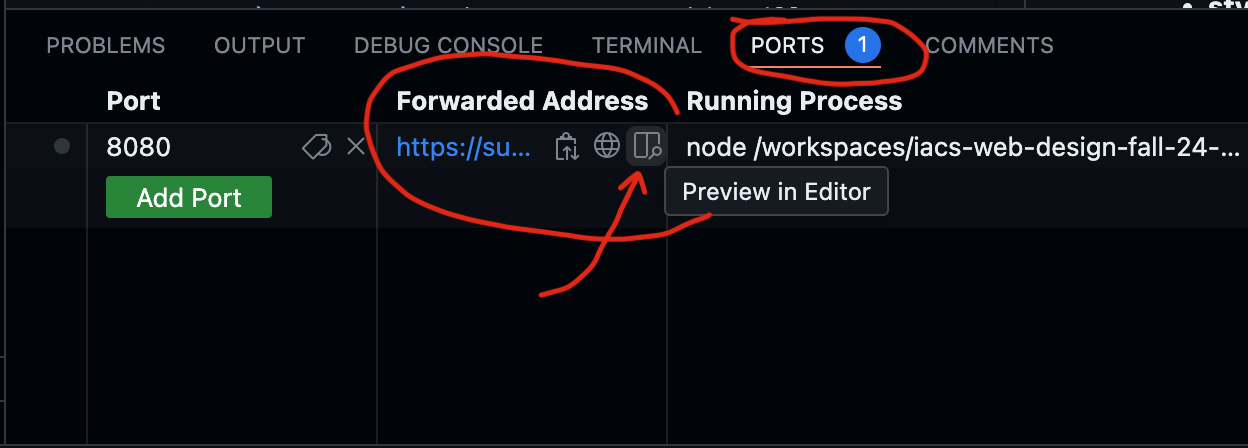 PROBLEMS OUTPUT DEBUG CONSOLE TERMINAL PORTS 1 COMMENTS
Port Forwarded Address Running Process
8080 https://su... node /workspaces/iacs-web-design-fall-24-...
Add Port Preview in Editor